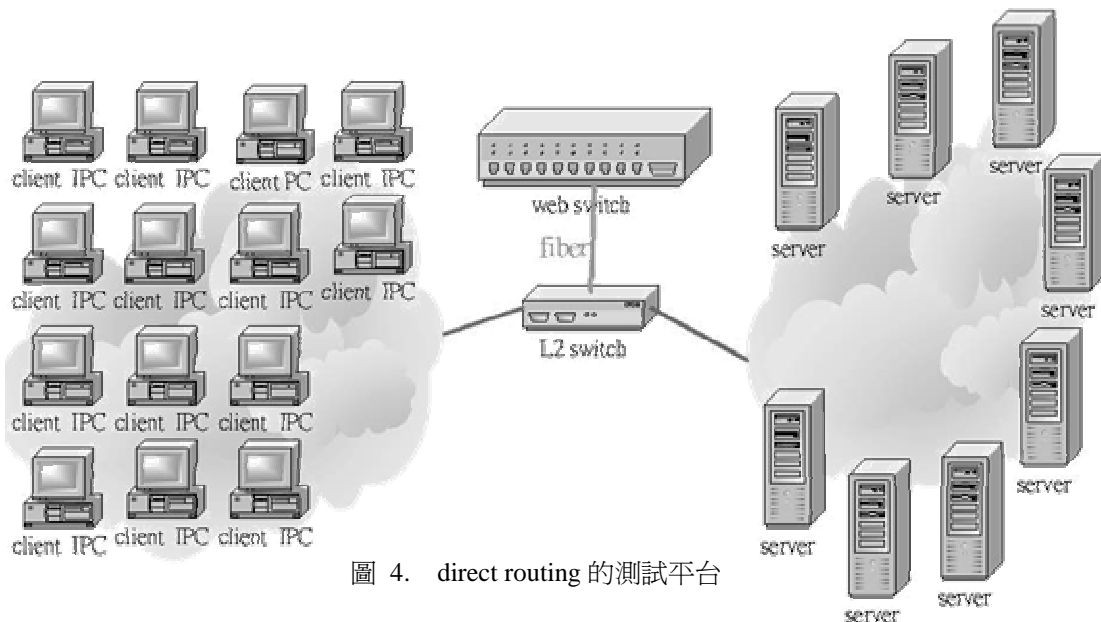 client IPC client IPC client PC client IPC
client IPC client IPC client IPC client IPC
client IPC client IPC client IPC
client IPC client IPC client IPC
web switch
fiber
L2 switch
server
server
server
server
server
server
server
server
圖 4. direct routing 的測試平台